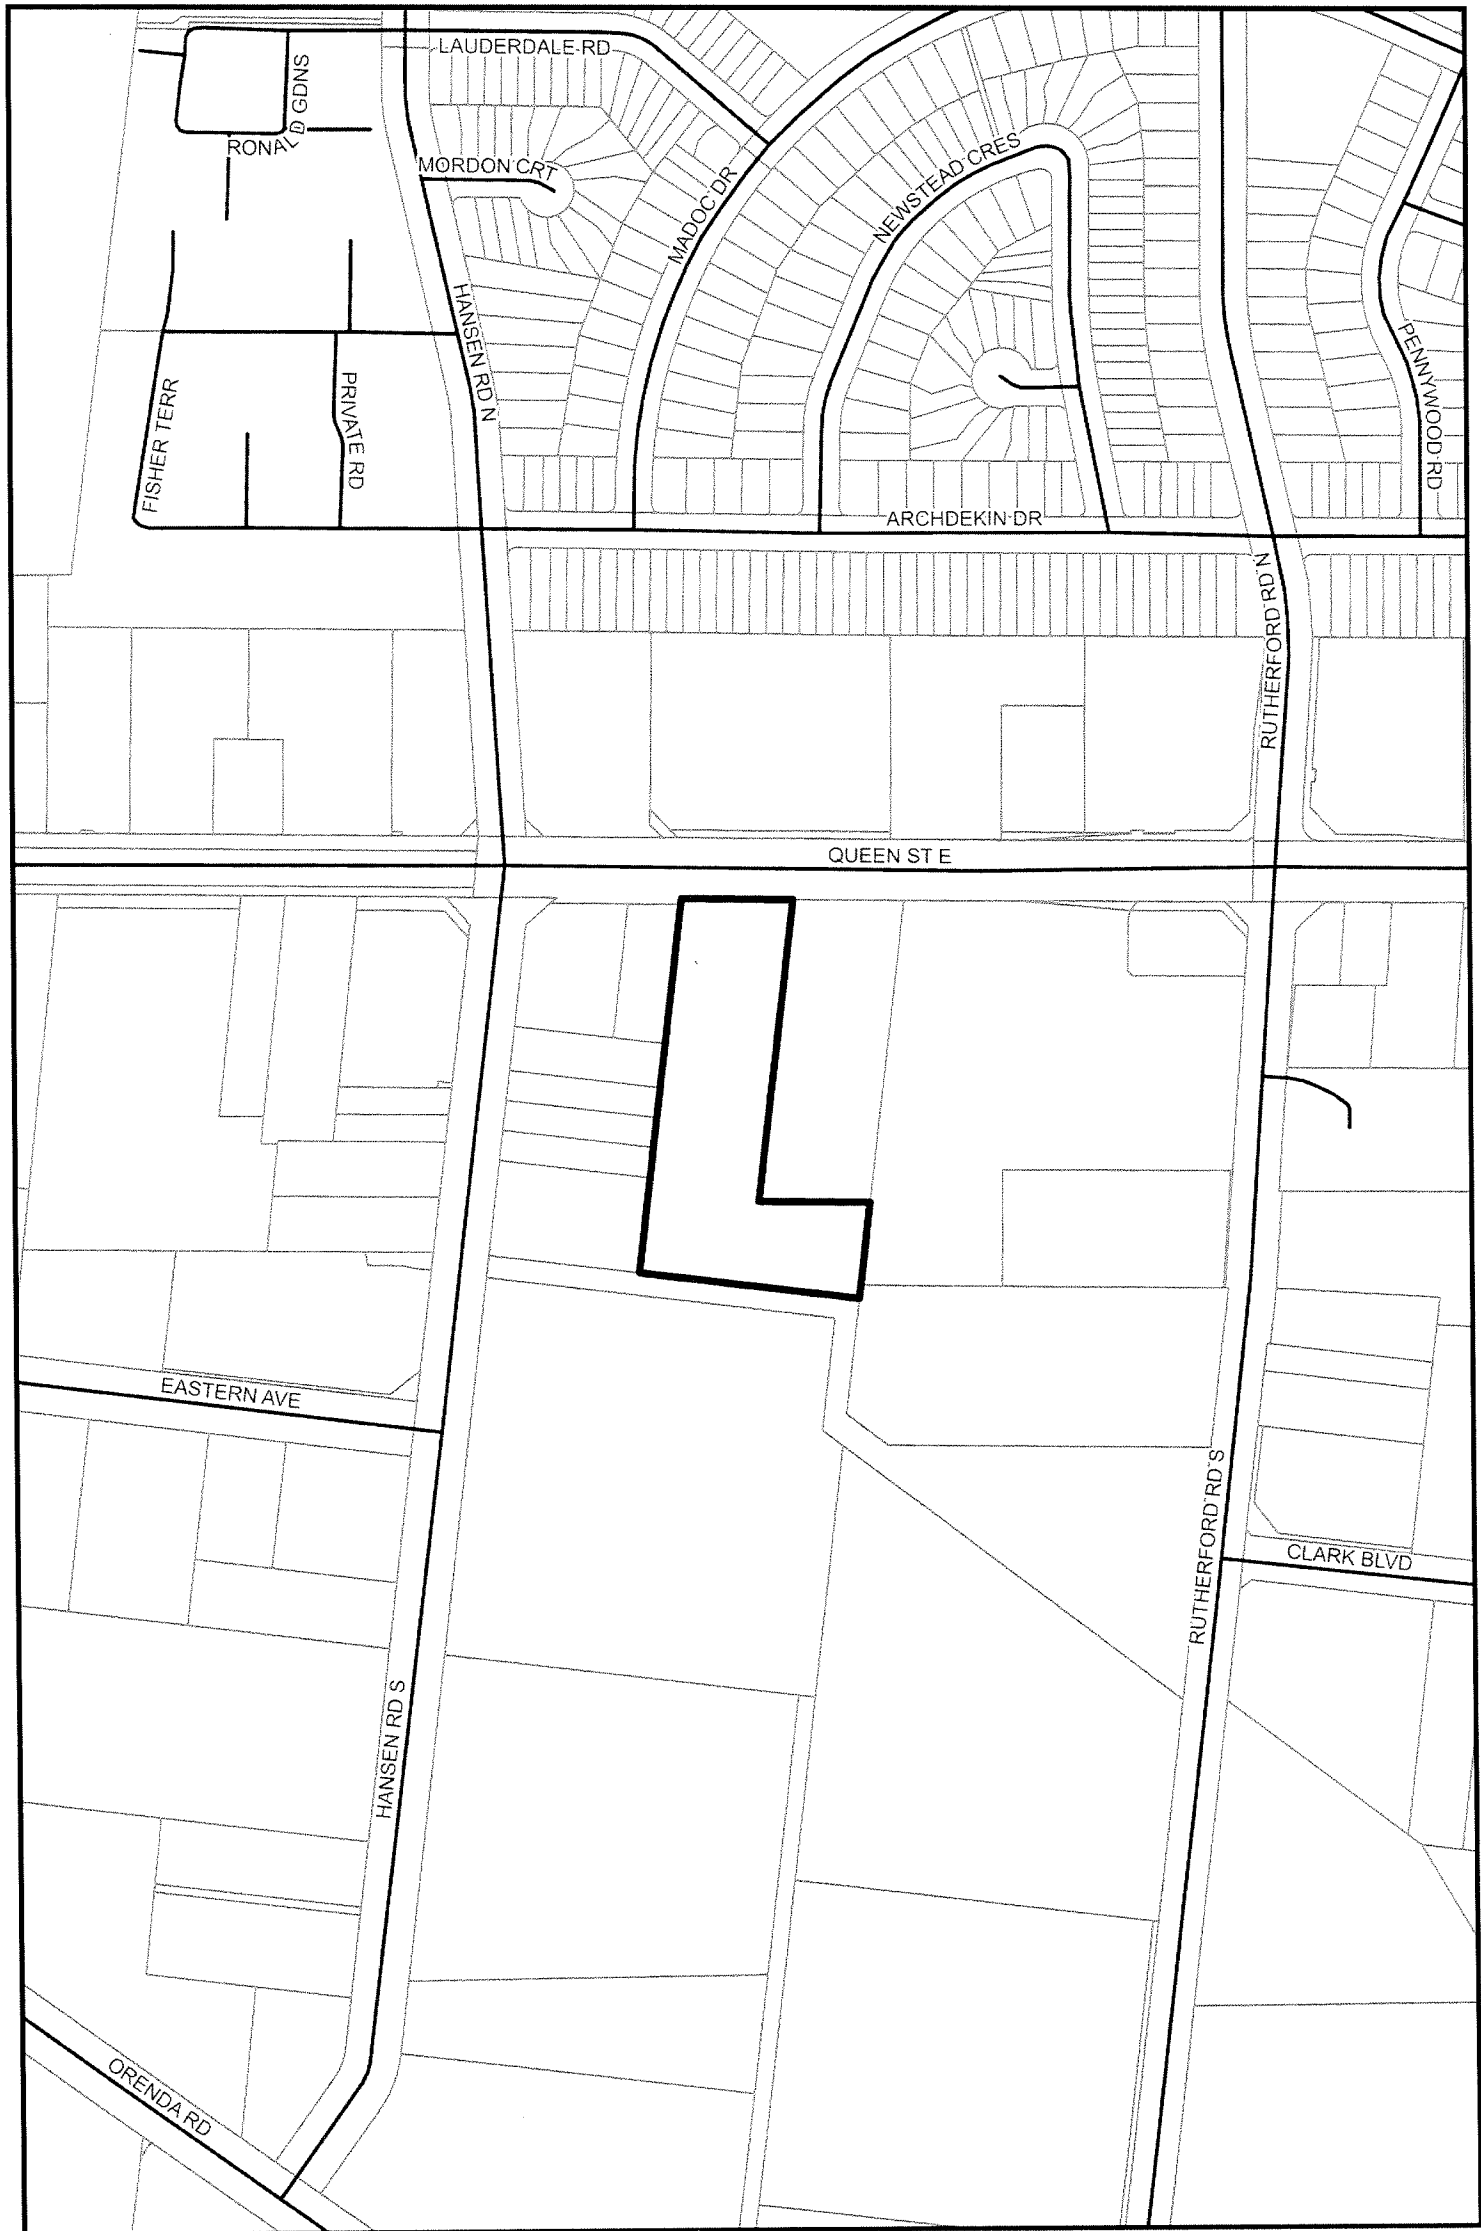 LAUDERDALE RD
RONALD GDNS
MORDON CRT
MADOC DR
NEWSTEAD CRES
HANSEN RD N
PENNYWOOD RD
FISHER TERR
PRIVATE RD
ARCHDEKIN DR
RUTHERFORD RD N
QUEEN ST E
EASTERN AVE
RUTHERFORD RD S
CLARK BLVD
HANSEN RD S
ORENDA RD